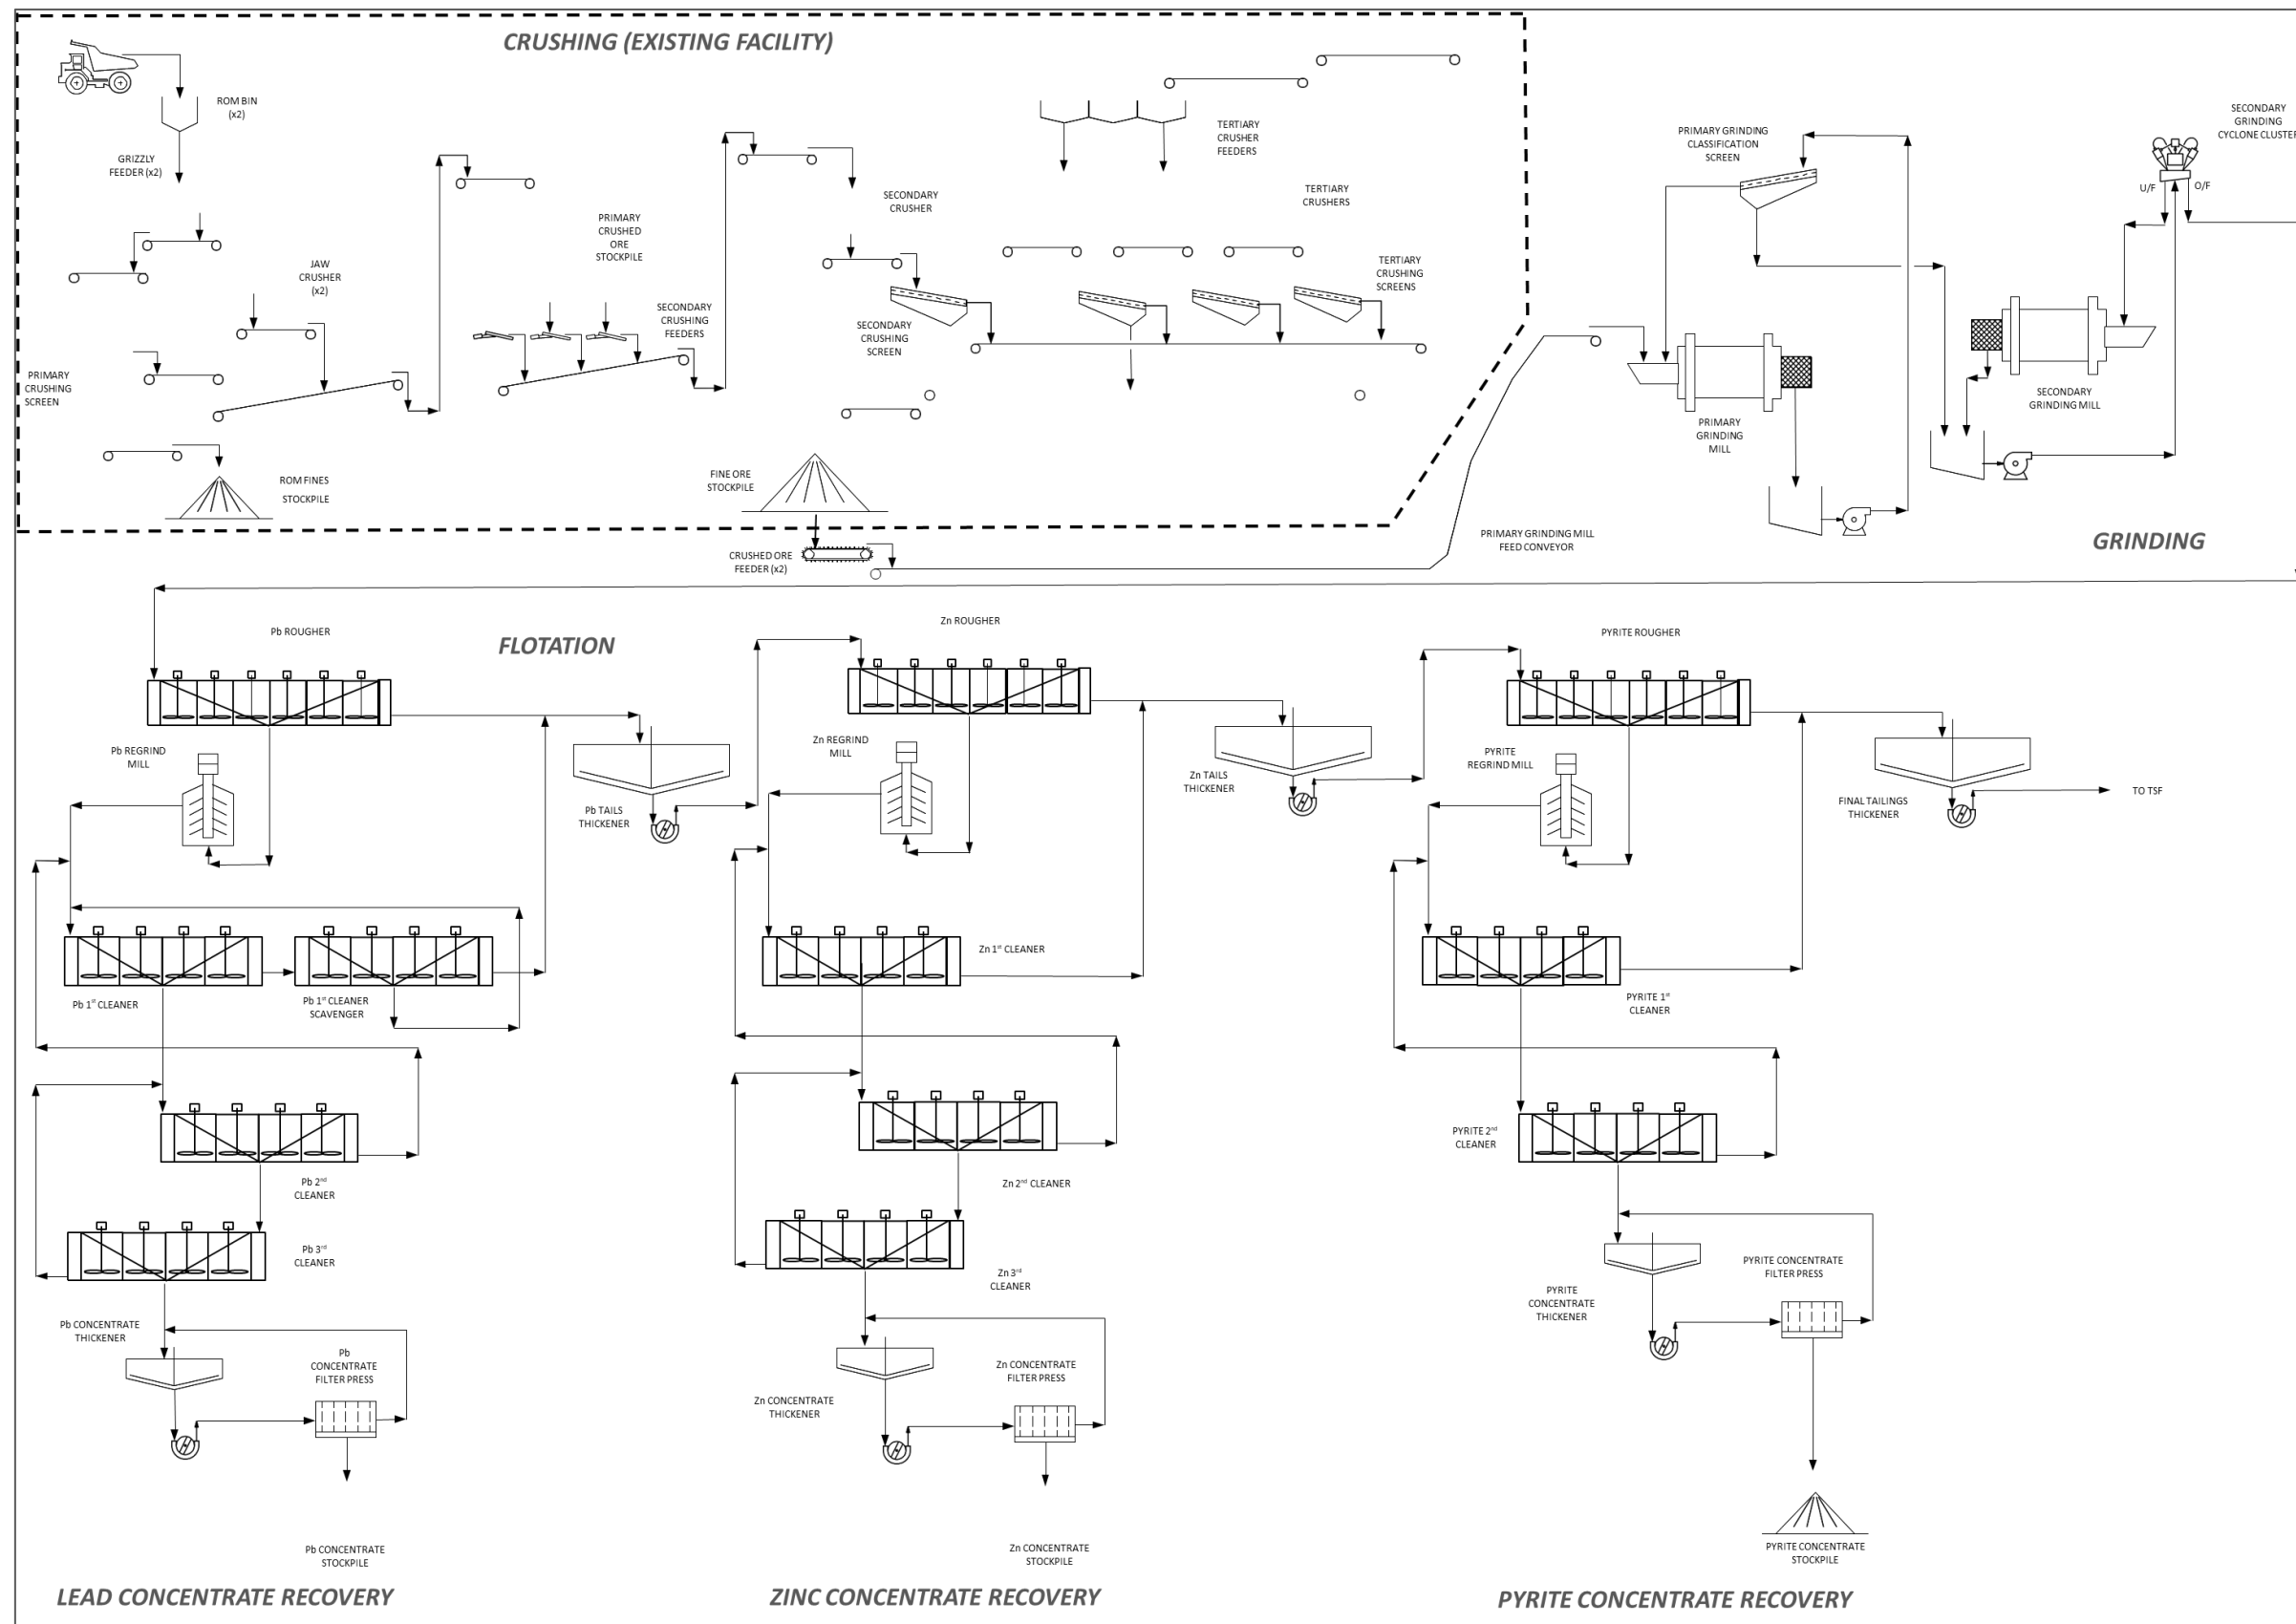 CRUSHING (EXISTING FACILITY)
ROM BIN
(x2)
GRIZZLY
FEEDER (x2)
JAW
CRUSHER
(x2)
PRIMARY
CRUSHING
SCREEN
ROM FINES
STOCKPILE
PRIMARY
CRUSHED
ORE
STOCKPILE
SECONDARY
CRUSHING
FEEDERS
SECONDARY
CRUSHER
SECONDARY
CRUSHING
SCREEN
TERTIARY
CRUSHER
FEEDERS
TERTIARY
CRUSHERS
TERTIARY
CRUSHING
SCREENS
FINE ORE
STOCKPILE
CRUSHED ORE
FEEDER (x2)
PRIMARY GRINDING MILL
FEED CONVEYOR
PRIMARY GRINDING
CLASSIFICATION
SCREEN
PRIMARY
GRINDING
MILL
SECONDARY
GRINDING
CYCLONE CLUSTER
U/F
O/F
SECONDARY
GRINDING MILL
GRINDING
FLOTATION
Pb ROUGHER
Pb REGRIND
MILL
Pb TAILS
THICKENER
Pb 1st CLEANER
Pb 1st CLEANER
SCAVENGER
Pb 2nd
CLEANER
Pb 3rd
CLEANER
Pb CONCENTRATE
THICKENER
Pb
CONCENTRATE
FILTER PRESS
Pb CONCENTRATE
STOCKPILE
LEAD CONCENTRATE RECOVERY
Zn ROUGHER
Zn REGRIND
MILL
Zn TAILS
THICKENER
Zn 1st CLEANER
Zn 2nd CLEANER
Zn 3rd
CLEANER
Zn CONCENTRATE
THICKENER
Zn CONCENTRATE
FILTER PRESS
Zn CONCENTRATE
STOCKPILE
ZINC CONCENTRATE RECOVERY
PYRITE ROUGHER
PYRITE
REGRIND MILL
FINAL TAILINGS
THICKENER
TO TSF
PYRITE 1st
CLEANER
PYRITE 2nd
CLEANER
PYRITE
CONCENTRATE
THICKENER
PYRITE CONCENTRATE
FILTER PRESS
PYRITE CONCENTRATE
STOCKPILE
PYRITE CONCENTRATE RECOVERY